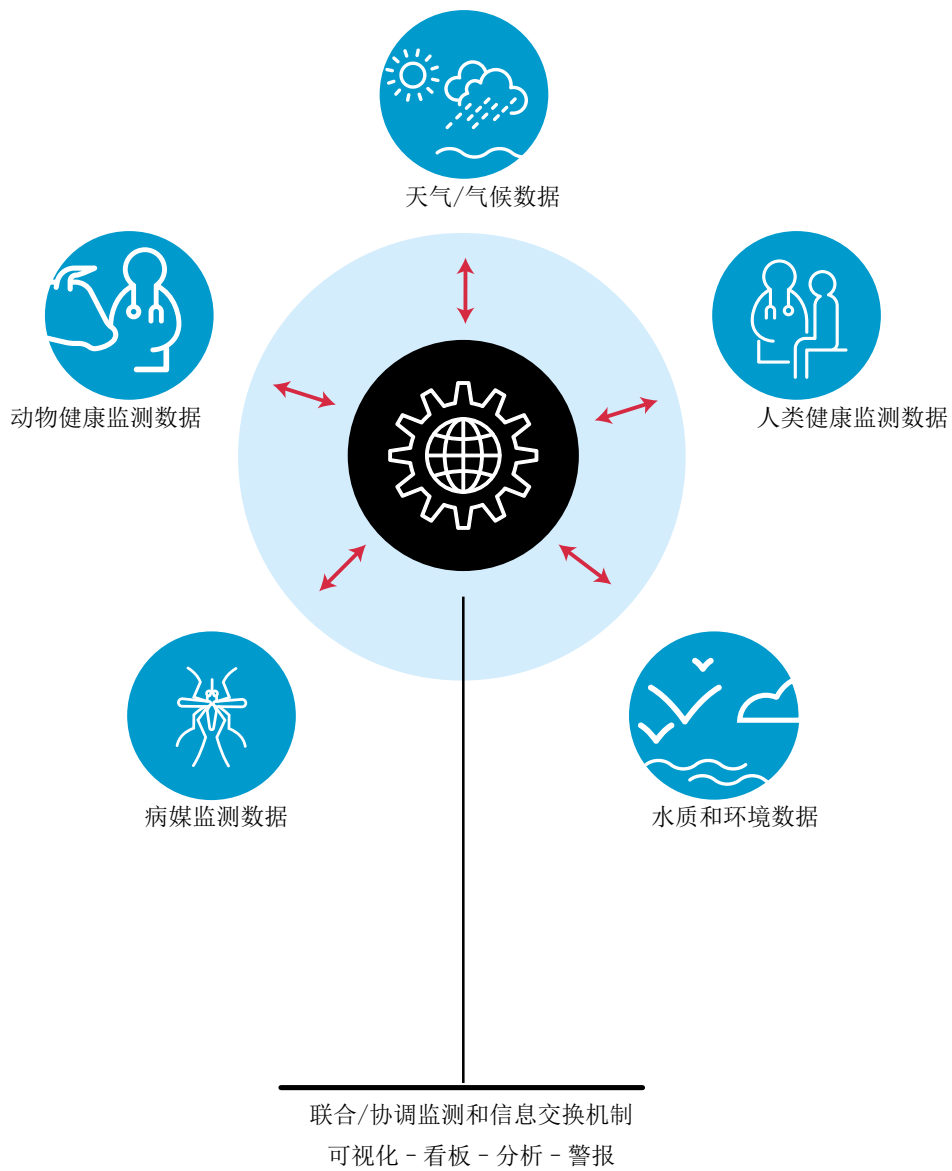 天气/气候数据
动物健康监测数据
人类健康监测数据
病媒监测数据
水质和环境数据
联合/协调监测和信息交换机制
可视化 - 看板 - 分析 - 警报